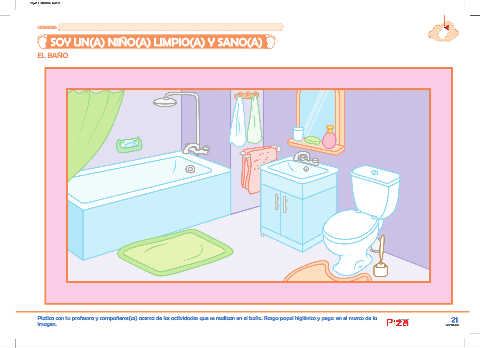 SOY UN(A) NIÑO(A) LIMPIO(A) Y SANO(A)
EL BAÑO
Platica con tu profesora y compañeros(as) acerca de las actividades que se realizan en el baño. Rasga papel higiénico y pega en el marco de la
imagen.
21